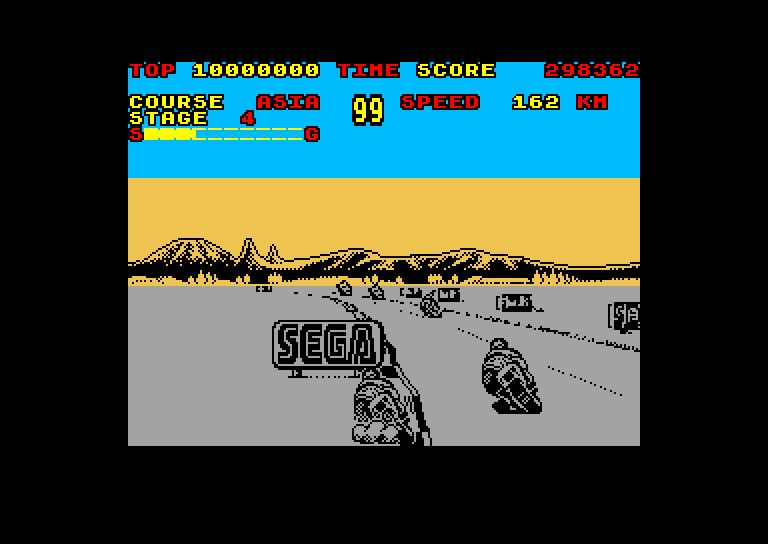 TOP 10000000 TIME SCORE 298362
COURSE ASIA 99 SPEED 162 KM
STAGE 4
S G
SEGA